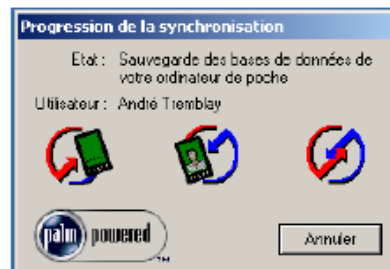 Progression de la synchronisation
Etat : Sauvegarde des bases de données de
votre ordinateur de poche
Utilisateur : André Tremblay
palm powered
TM
Annuler